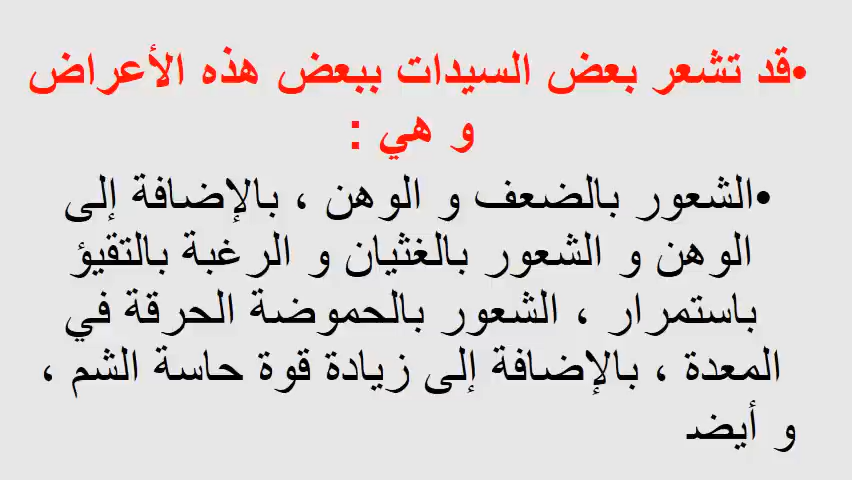 •قد تشعر بعض السيدات ببعض هذه الأعراض
و هي :
•الشعور بالضعف و الوهن ، بالإضافة إلى
الوهن و الشعور بالغثيان و الرغبة بالتقيؤ
باستمرار ، الشعور بالحموضة الحرقة في
المعدة ، بالإضافة إلى زيادة قوة حاسة الشم ،
و أيضـ